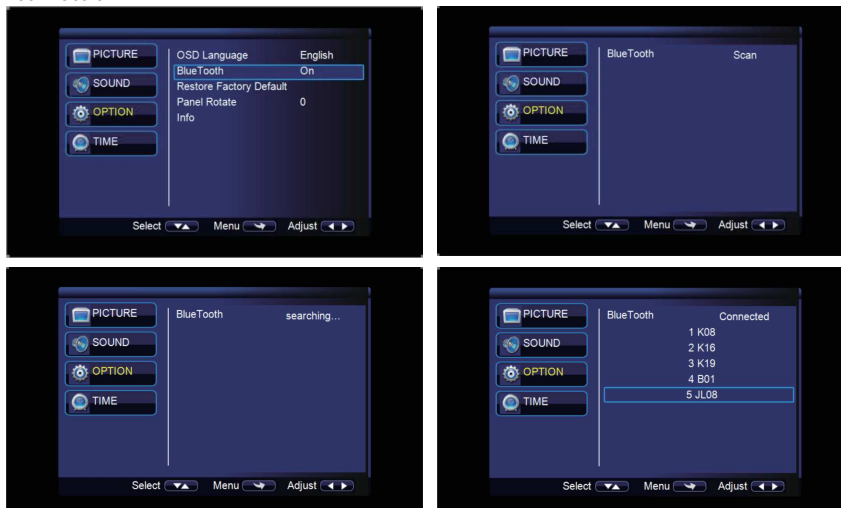 PICTURE
SOUND
OPTION
TIME
OSD Language English
BlueTooth On
Restore Factory Default
Panel Rotate 0
Info
Select Menu Adjust
PICTURE
SOUND
OPTION
TIME
BlueTooth Scan
Select Menu Adjust
PICTURE
SOUND
OPTION
TIME
BlueTooth searching...
Select Menu Adjust
PICTURE
SOUND
OPTION
TIME
BlueTooth Connected
1 K08
2 K16
3 K19
4 B01
5 JL08
Select Menu Adjust